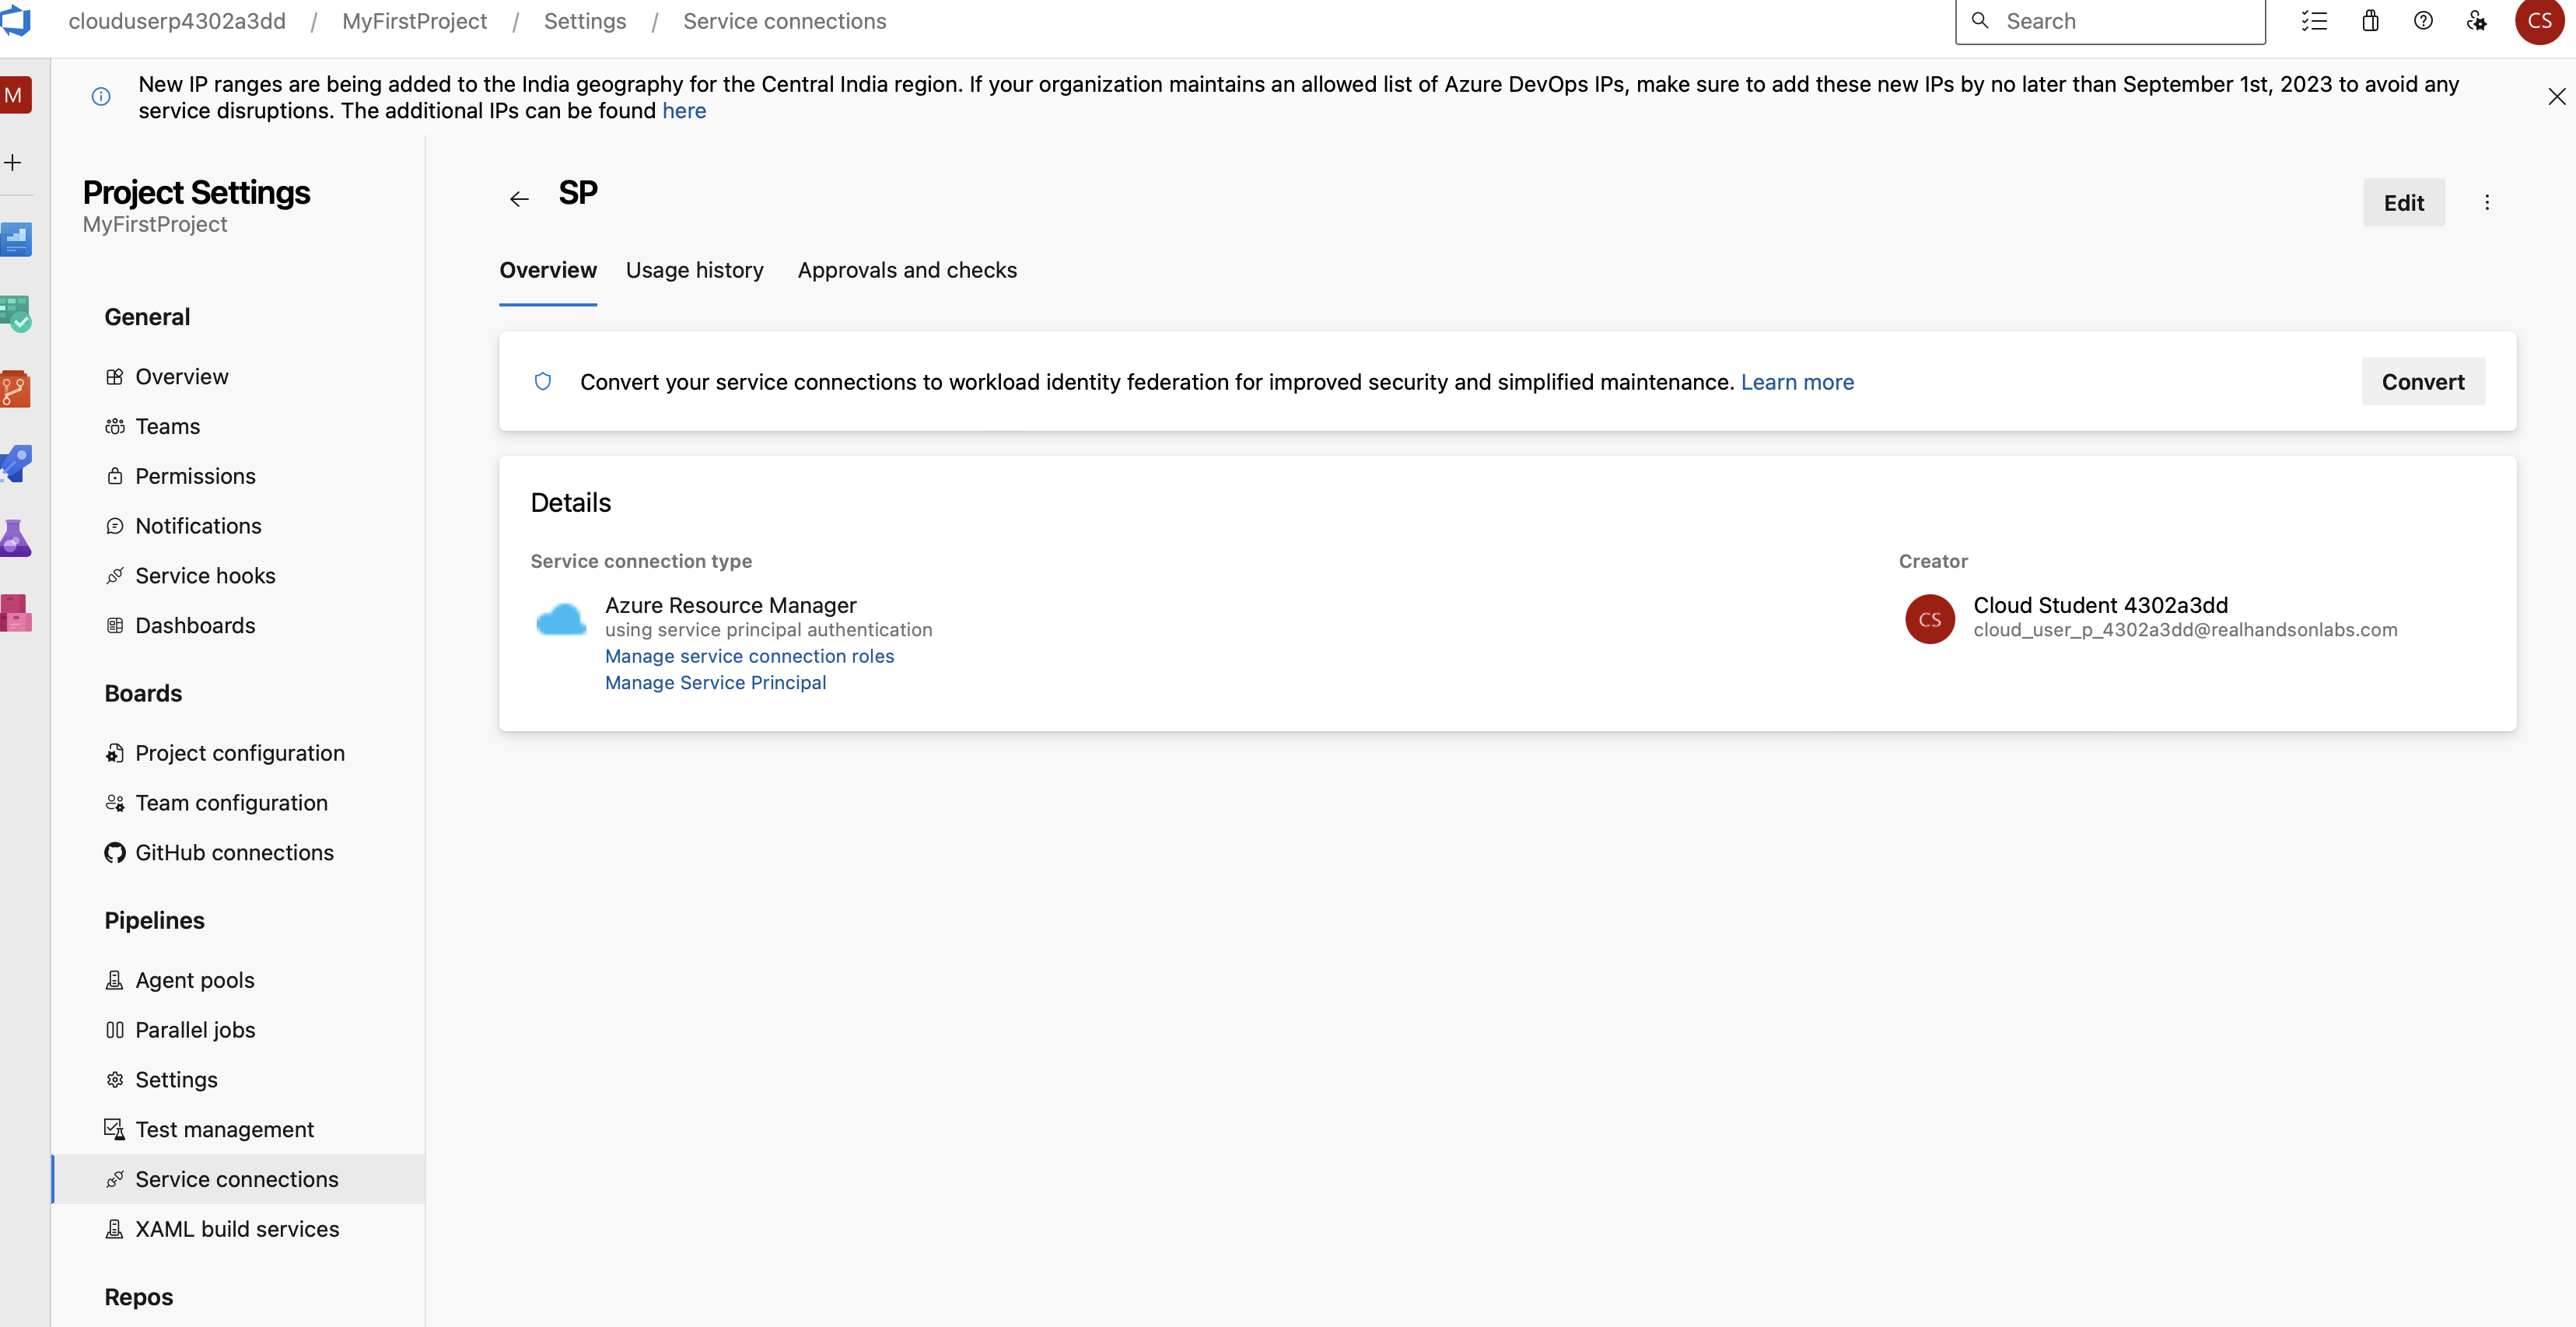 clouduserp4302a3dd / MyFirstProject / Settings / Service connections
Search
CS
M
New IP ranges are being added to the India geography for the Central India region. If your organization maintains an allowed list of Azure DevOps IPs, make sure to add these new IPs by no later than September 1st, 2023 to avoid any
service disruptions. The additional IPs can be found here
Project Settings
MyFirstProject
General
Overview
Teams
Permissions
Notifications
Service hooks
Dashboards
Boards
Project configuration
Team configuration
GitHub connections
Pipelines
Agent pools
Parallel jobs
Settings
Test management
Service connections
XAML build services
Repos
SP
Edit
Overview
Usage history
Approvals and checks
Convert your service connections to workload identity federation for improved security and simplified maintenance. Learn more
Convert
Details
Service connection type
Azure Resource Manager
using service principal authentication
Manage service connection roles
Manage Service Principal
Creator
CS
Cloud Student 4302a3dd
cloud_user_p_4302a3dd@realhandsonlabs.com